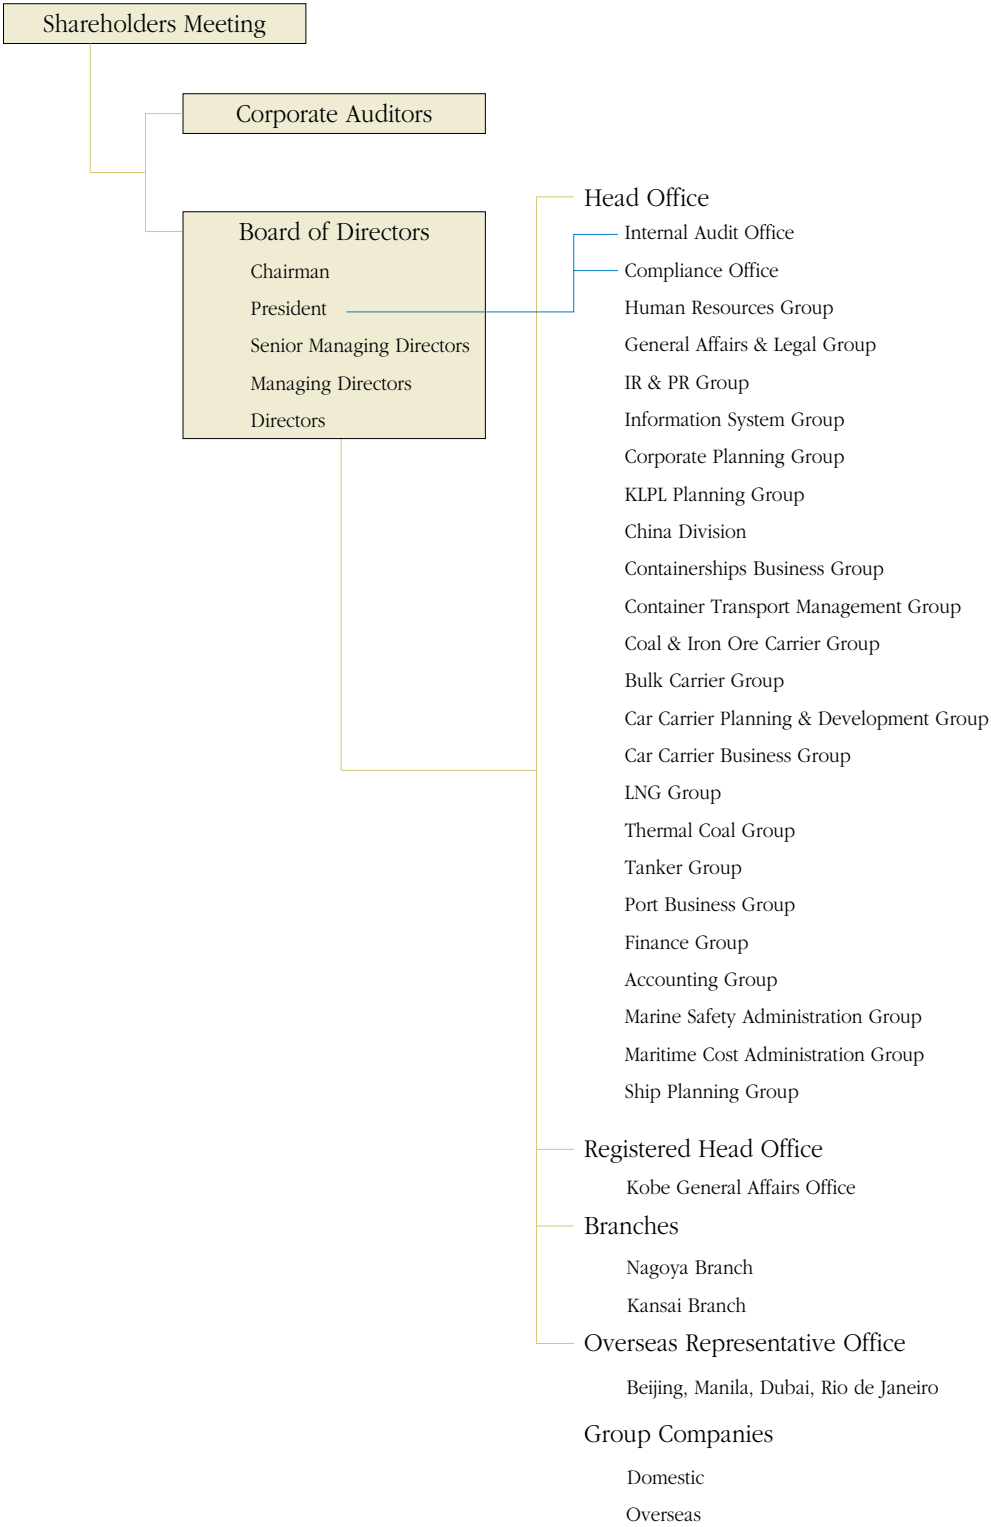 Shareholders Meeting
Corporate Auditors
Board of Directors
Chairman
President
Senior Managing Directors
Managing Directors
Directors
Head Office
Internal Audit Office
Compliance Office
Human Resources Group
General Affairs & Legal Group
IR & PR Group
Information System Group
Corporate Planning Group
KLPL Planning Group
China Division
Containerships Business Group
Container Transport Management Group
Coal & Iron Ore Carrier Group
Bulk Carrier Group
Car Carrier Planning & Development Group
Car Carrier Business Group
LNG Group
Thermal Coal Group
Tanker Group
Port Business Group
Finance Group
Accounting Group
Marine Safety Administration Group
Maritime Cost Administration Group
Ship Planning Group
Registered Head Office
Kobe General Affairs Office
Branches
Nagoya Branch
Kansai Branch
Overseas Representative Office
Beijing, Manila, Dubai, Rio de Janeiro
Group Companies
Domestic
Overseas